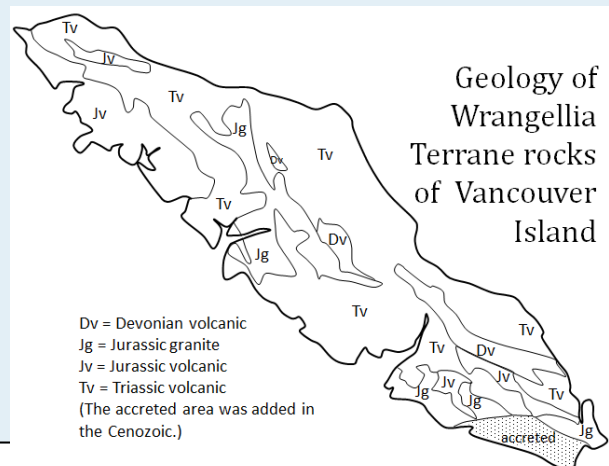 Geology of
Wrangellia
Terrane rocks
of Vancouver
Island
Tv
Jv
Tv
Jv
Jg
Dv
Tv
Tv
Dv
Jg
Tv
Tv
Tv
Dv
Jv
Tv
Jv
Jg
Jg
Jg
accreted
Dv = Devonian volcanic
Jg = Jurassic granite
Jv = Jurassic volcanic
Tv = Triassic volcanic
(The accreted area was added in
the Cenozoic.)